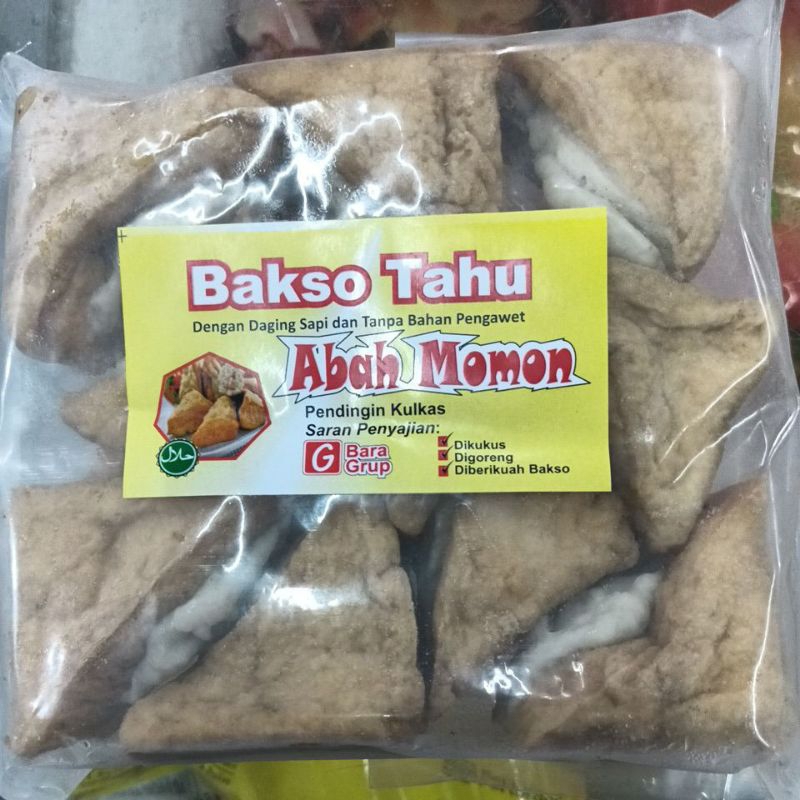 Bakso Tahu
Dengan Daging Sapi dan Tanpa Bahan Pengawet
Abah Momon
Pendingin Kulkas
Saran Penyajian:
G Bara Grup
Dikukus
Digoreng
Diberikuah Bakso
حلال